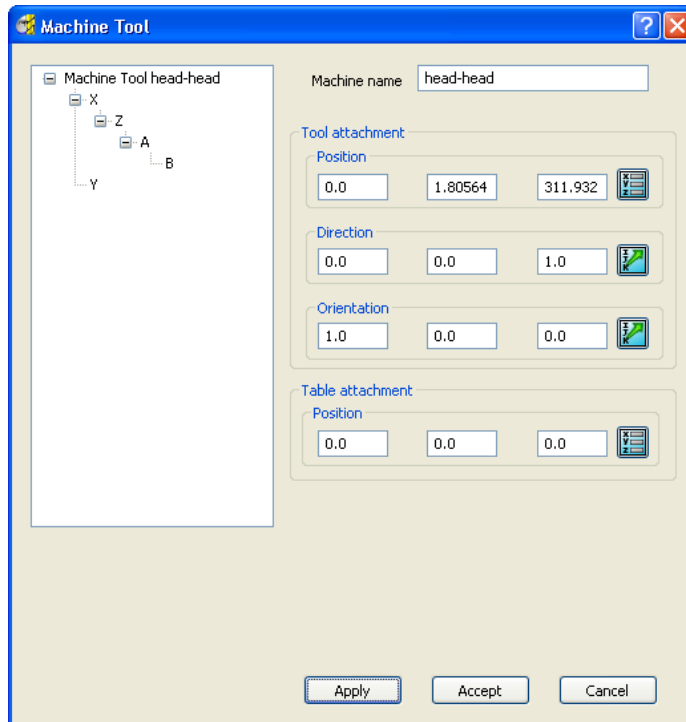 Machine Tool
Machine Tool head-head
X
Z
A
B
Y
Machine name head-head
Tool attachment
Position
0.0 1.80564 311.932
Direction
0.0 0.0 1.0
Orientation
1.0 0.0 0.0
Table attachment
Position
0.0 0.0 0.0
Apply Accept Cancel